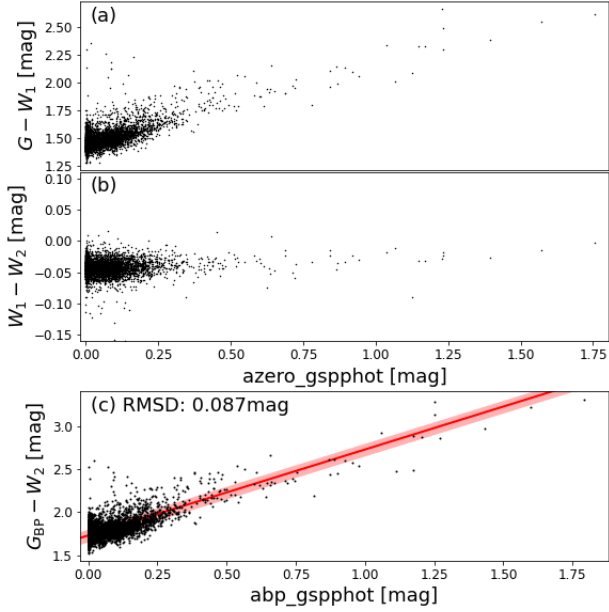 (a)
G − W₁ [mag]
2.50
2.25
2.00
1.75
1.50
1.25
(b)
W₁ − W₂ [mag]
0.10
0.05
0.00
−0.05
−0.10
−0.15
0.00 0.25 0.50 0.75 1.00 1.25 1.50 1.75
azero_gspphot [mag]
(c) RMSD: 0.087mag
G_BP − W₂ [mag]
3.0
2.5
2.0
1.5
0.00 0.25 0.50 0.75 1.00 1.25 1.50 1.75
abp_gspphot [mag]